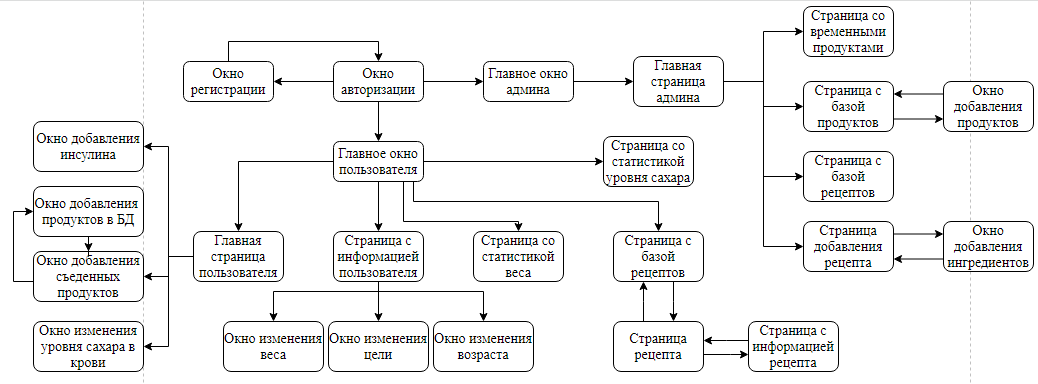 Страница со
временными
продуктами
Окно
регистрации
Окно
авторизации
Главное окно
админа
Главная
страница
админа
Страница с
базой
продуктов
Окно
добавления
продуктов
Окно добавления
инсулина
Главное окно
пользователя
Страница со
статистикой
уровня сахара
Страница с
базой
рецептов
Окно добавления
продуктов в БД
Главная
страница
пользователя
Страница с
информацией
пользователя
Страница со
статистикой
веса
Страница с
базой
рецептов
Страница
добавления
рецепта
Окно
добавления
ингредиентов
Окно добавления
съеденных
продуктов
Окно изменения
уровня сахара в
крови
Окно изменения
веса
Окно изменения
цели
Окно изменения
возраста
Страница
рецепта
Страница с
информацией
рецепта